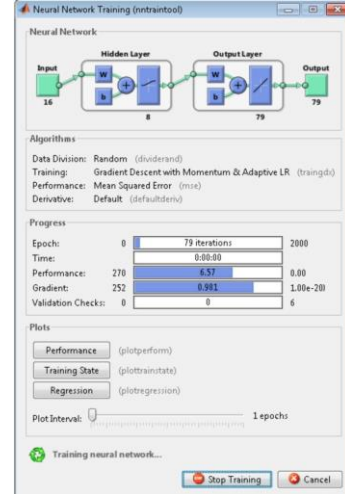 Neural Network Training (nntraintool)
Neural Network
Hidden Layer
Output Layer
Input
Output
W
W
b
b
16
79
8
79
Algorithms
Data Division: Random (dividerand)
Training: Gradient Descent with Momentum & Adaptive LR (traingdx)
Performance: Mean Squared Error (mse)
Derivative: Default (defaultderiv)
Progress
Epoch: 0 79 iterations 2000
Time: 0:00:00
Performance: 270 6.57 0.00
Gradient: 252 0.981 1.00e-20
Validation Checks: 0 0 6
Plots
Performance (plotperform)
Training State (plottrainstate)
Regression (plotregression)
Plot Interval: 1 epochs
Training neural network...
Stop Training Cancel